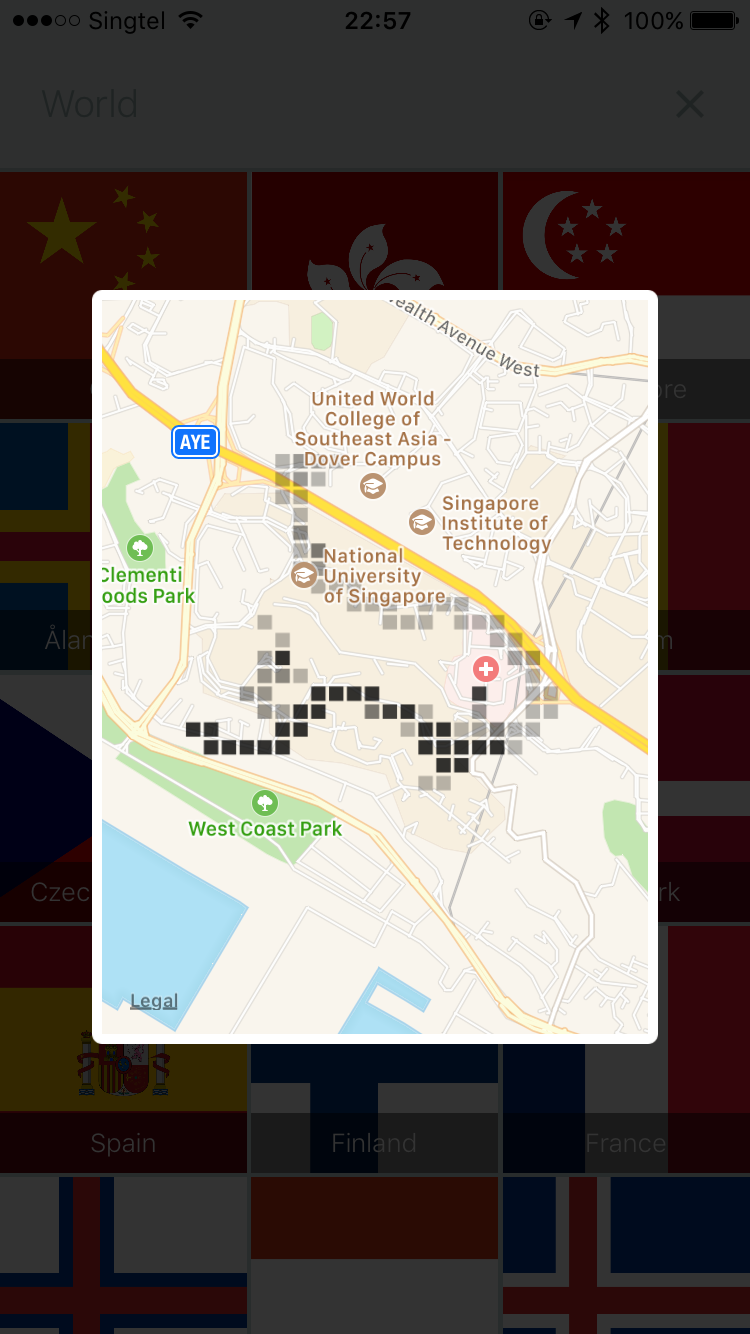 Singtel
22:57
100%
World
ore
ealth Avenue West
United World
College of
Southeast Asia -
Dover Campus
AYE
Singapore
Institute of
Technology
National
University
of Singapore
Clementi
oods Park
Ålan
m
West Coast Park
Czec
rk
Legal
Spain
Finland
France